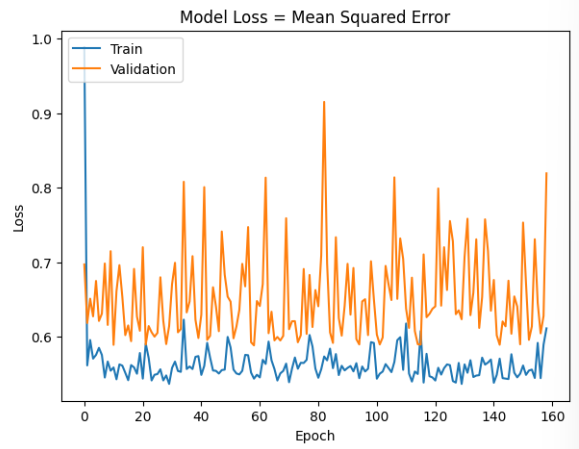 Model Loss = Mean Squared Error
Train
Validation
1.0
0.9
0.8
0.7
0.6
Loss
0 20 40 60 80 100 120 140 160
Epoch